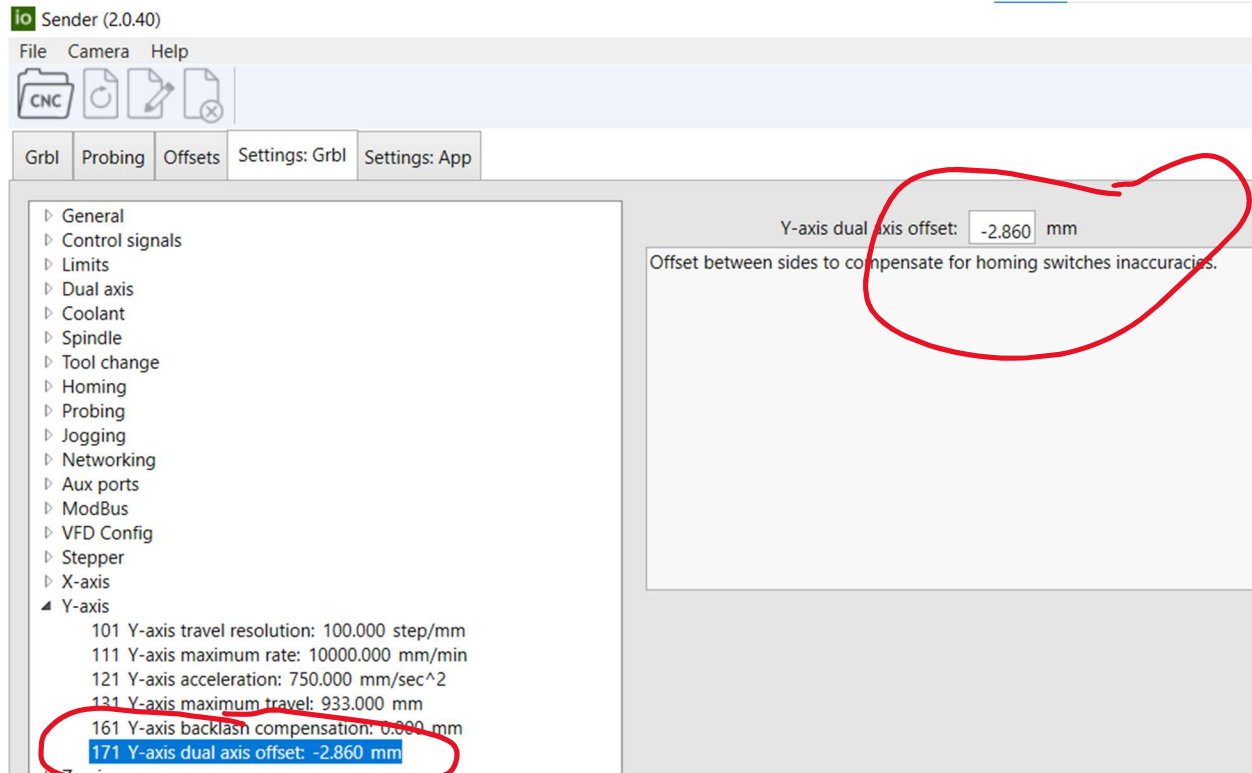 io Sender (2.0.40)
File Camera Help
CNC
Grbl Probing Offsets Settings: Grbl Settings: App
General
Control signals
Limits
Dual axis
Coolant
Spindle
Tool change
Homing
Probing
Jogging
Networking
Aux ports
ModBus
VFD Config
Stepper
X-axis
Y-axis
101 Y-axis travel resolution: 100.000 step/mm
111 Y-axis maximum rate: 10000.000 mm/min
121 Y-axis acceleration: 750.000 mm/sec^2
131 Y-axis maximum travel: 933.000 mm
161 Y-axis backlash compensation: 0.000 mm
171 Y-axis dual axis offset: -2.860 mm
Y-axis dual axis offset: -2.860 mm
Offset between sides to compensate for homing switches inaccuracies.